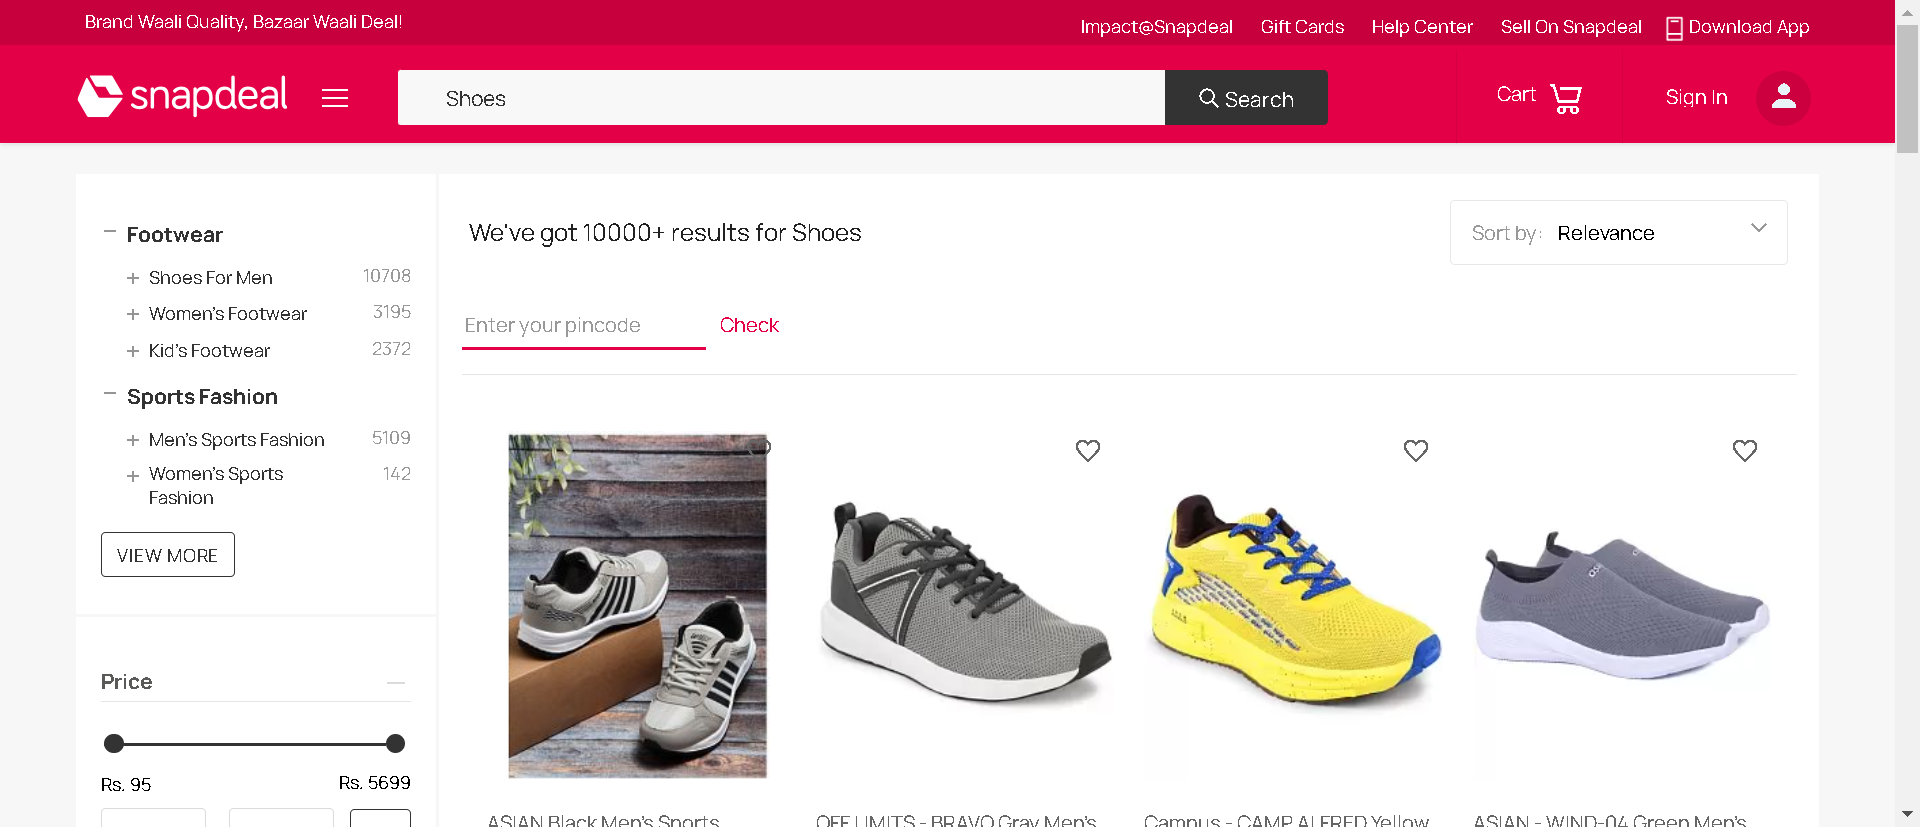 Brand Waali Quality, Bazaar Waali Deal!
Impact@Snapdeal Gift Cards Help Center Sell On Snapdeal Download App
snapdeal
Shoes
Search
Cart
Sign In
Footwear
Shoes For Men 10708
Women's Footwear 3195
Kid's Footwear 2372
Sports Fashion
Men's Sports Fashion 5109
Women's Sports 142
Fashion
VIEW MORE
Price
Rs. 95 Rs. 5699
We've got 10000+ results for Shoes
Sort by: Relevance
Enter your pincode Check
ASIAN Black Men's Sports
OFF LIMITS - BRAVO Gray Men's
Campus - CAMP ALFRED Yellow
ASIAN - WIND-04 Green Men's